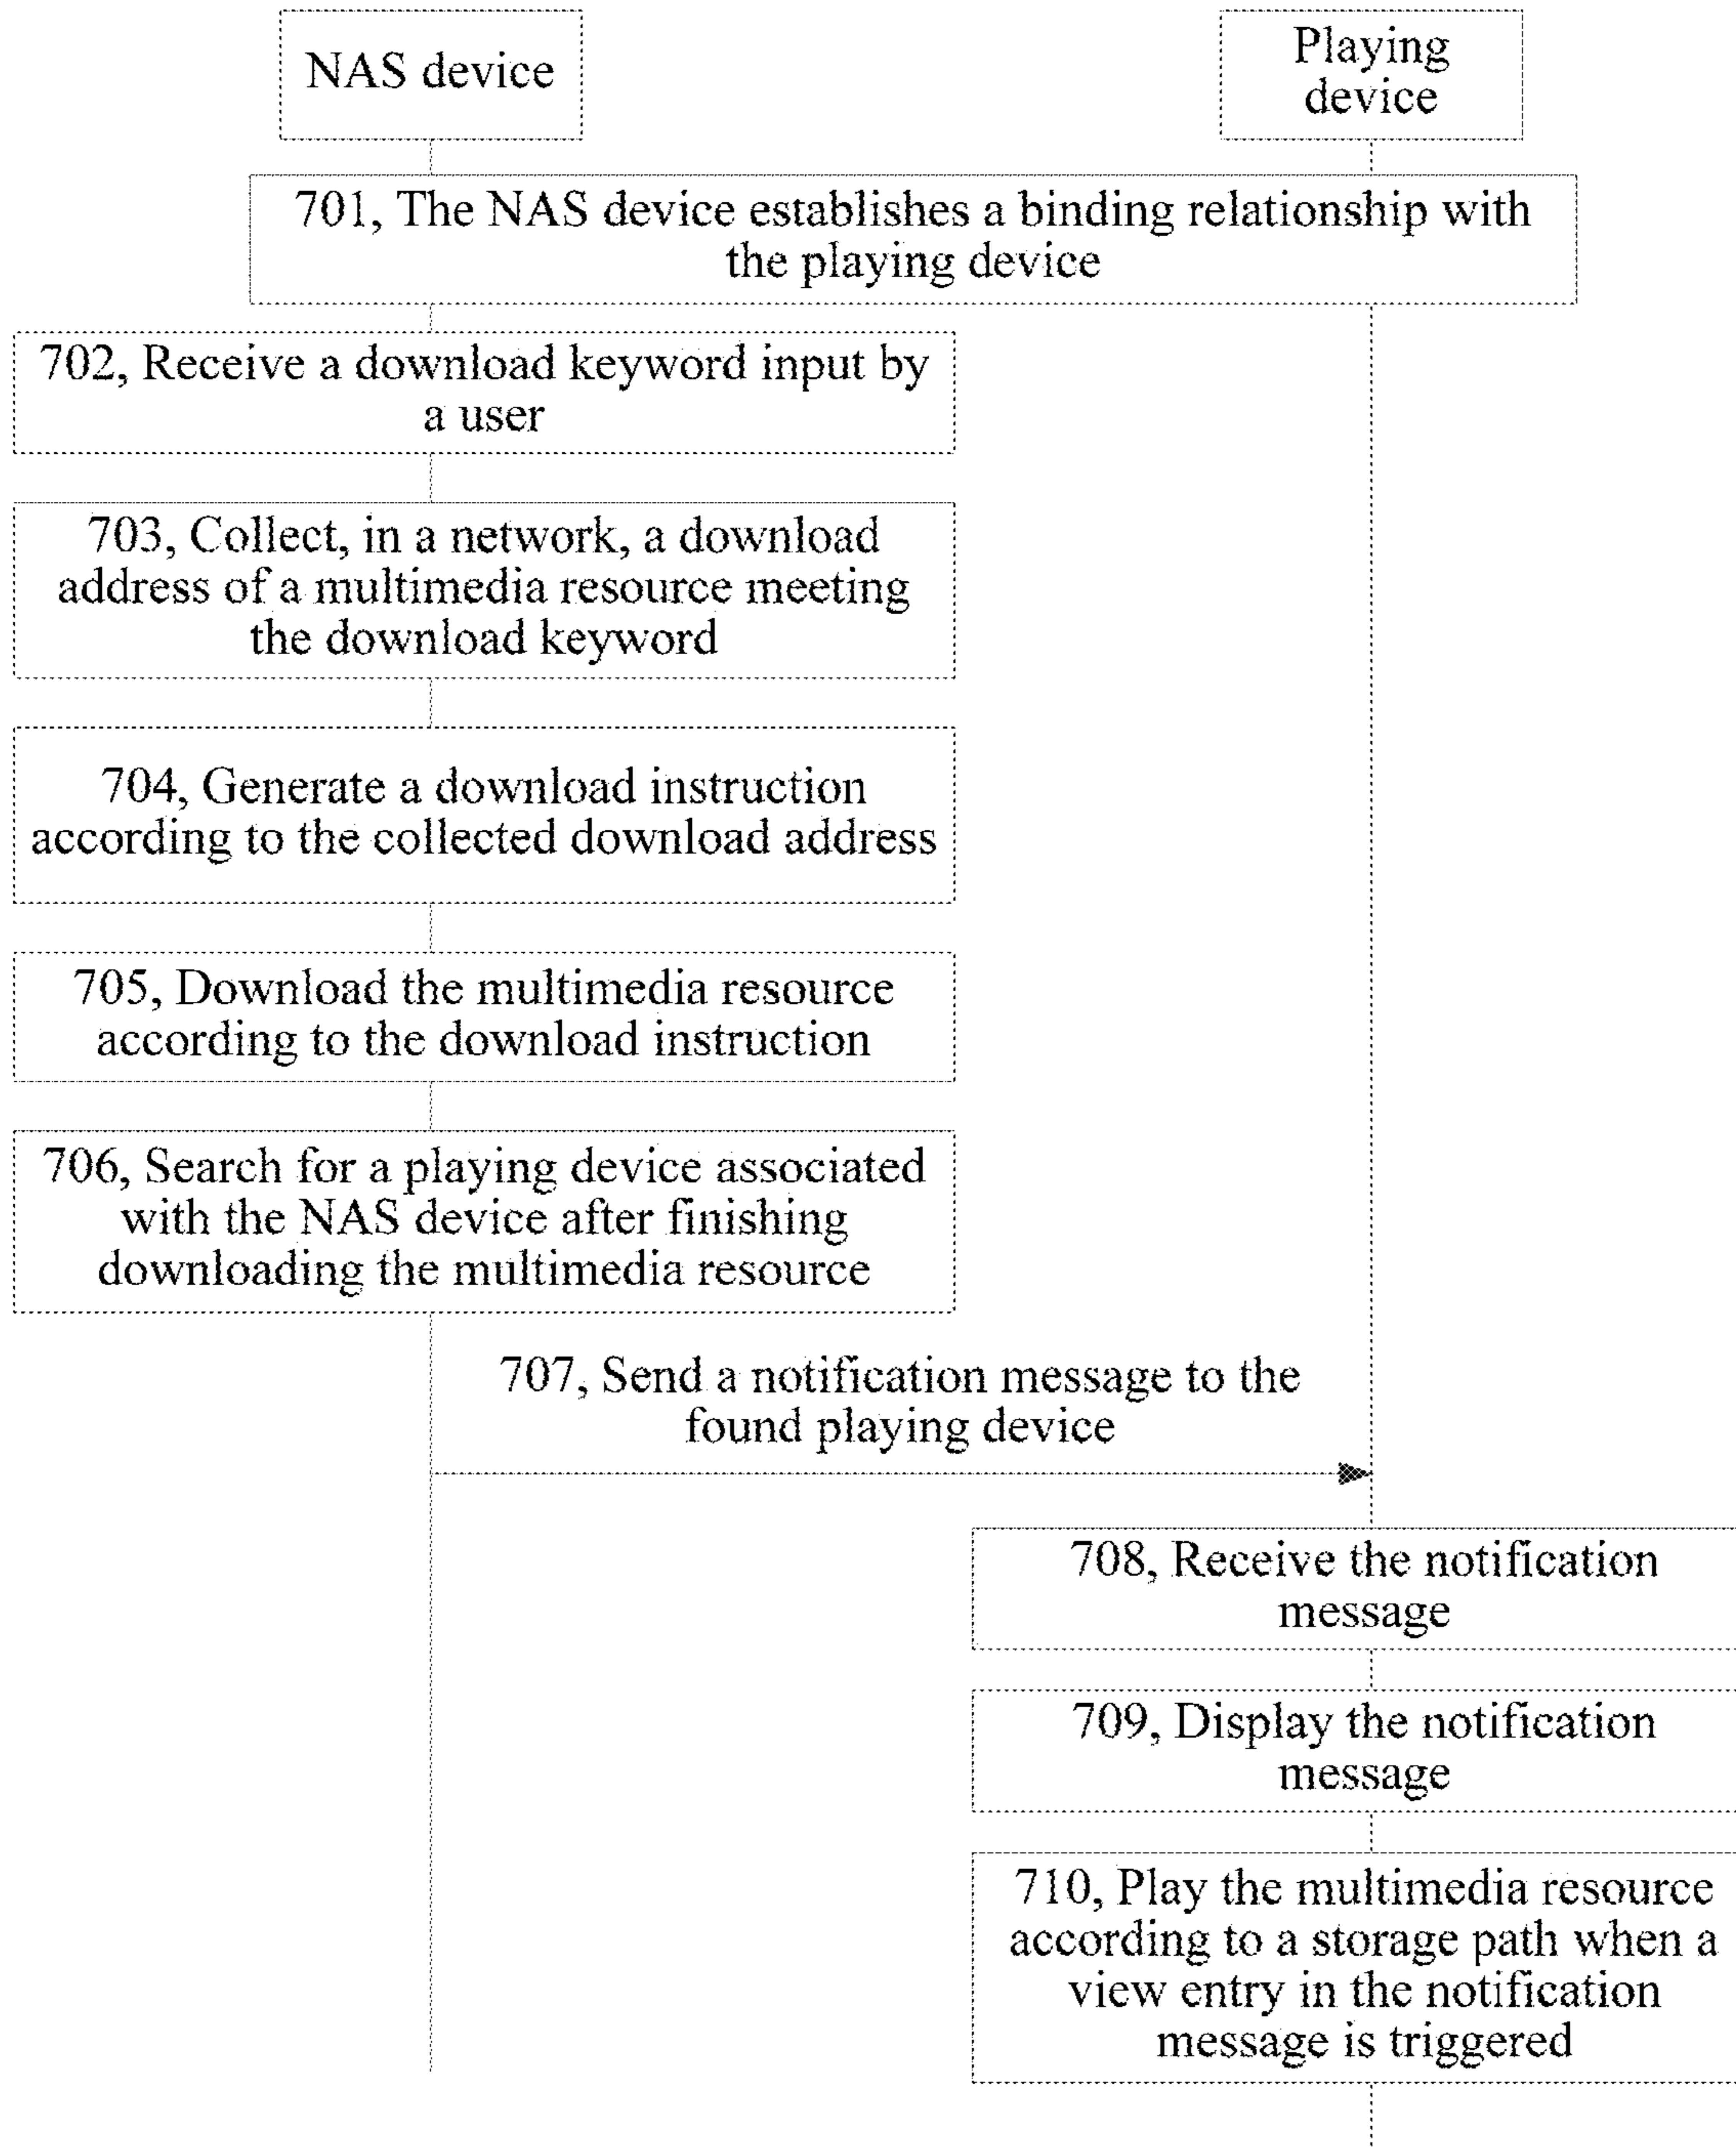 NAS device
Playing
device
701, The NAS device establishes a binding relationship with
the playing device
702, Receive a download keyword input by
a user
703, Collect, in a network, a download
address of a multimedia resource meeting
the download keyword
704, Generate a download instruction
according to the collected download address
705, Download the multimedia resource
according to the download instruction
706, Search for a playing device associated
with the NAS device after finishing
downloading the multimedia resource
707, Send a notification message to the
found playing device
708, Receive the notification
message
709, Display the notification
message
710, Play the multimedia resource
according to a storage path when a
view entry in the notification
message is triggered